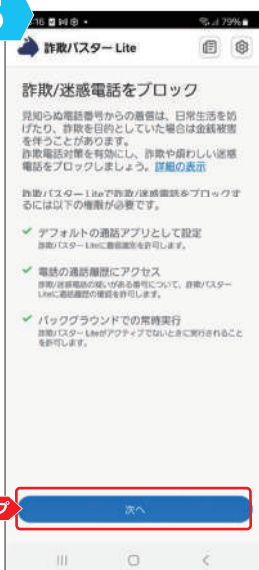 :16
79%
詐欺バスター Lite
詐欺/迷惑電話をブロック
見知らぬ電話番号からの着信は、日常生活を妨
げたり、詐欺を目的としていた場合は金銭被害
を伴うことがあります。
詐欺電話対策を有効にし、詐欺や煩わしい迷惑
電話をブロックしましょう。詳細の表示
詐欺バスター Liteで詐欺/迷惑電話をブロックす
るには以下の権限が必要です。
デフォルトの通話アプリとして設定
詐欺バスター Liteに着信識別を許可します。
電話の通話履歴にアクセス
詐欺/迷惑電話の疑いがある番号について、詐欺バスター
Liteに通話履歴の確認を許可します。
バックグラウンドでの常時実行
詐欺バスター Liteがアクティブでないときに実行されること
を許可します。
次へ
プ